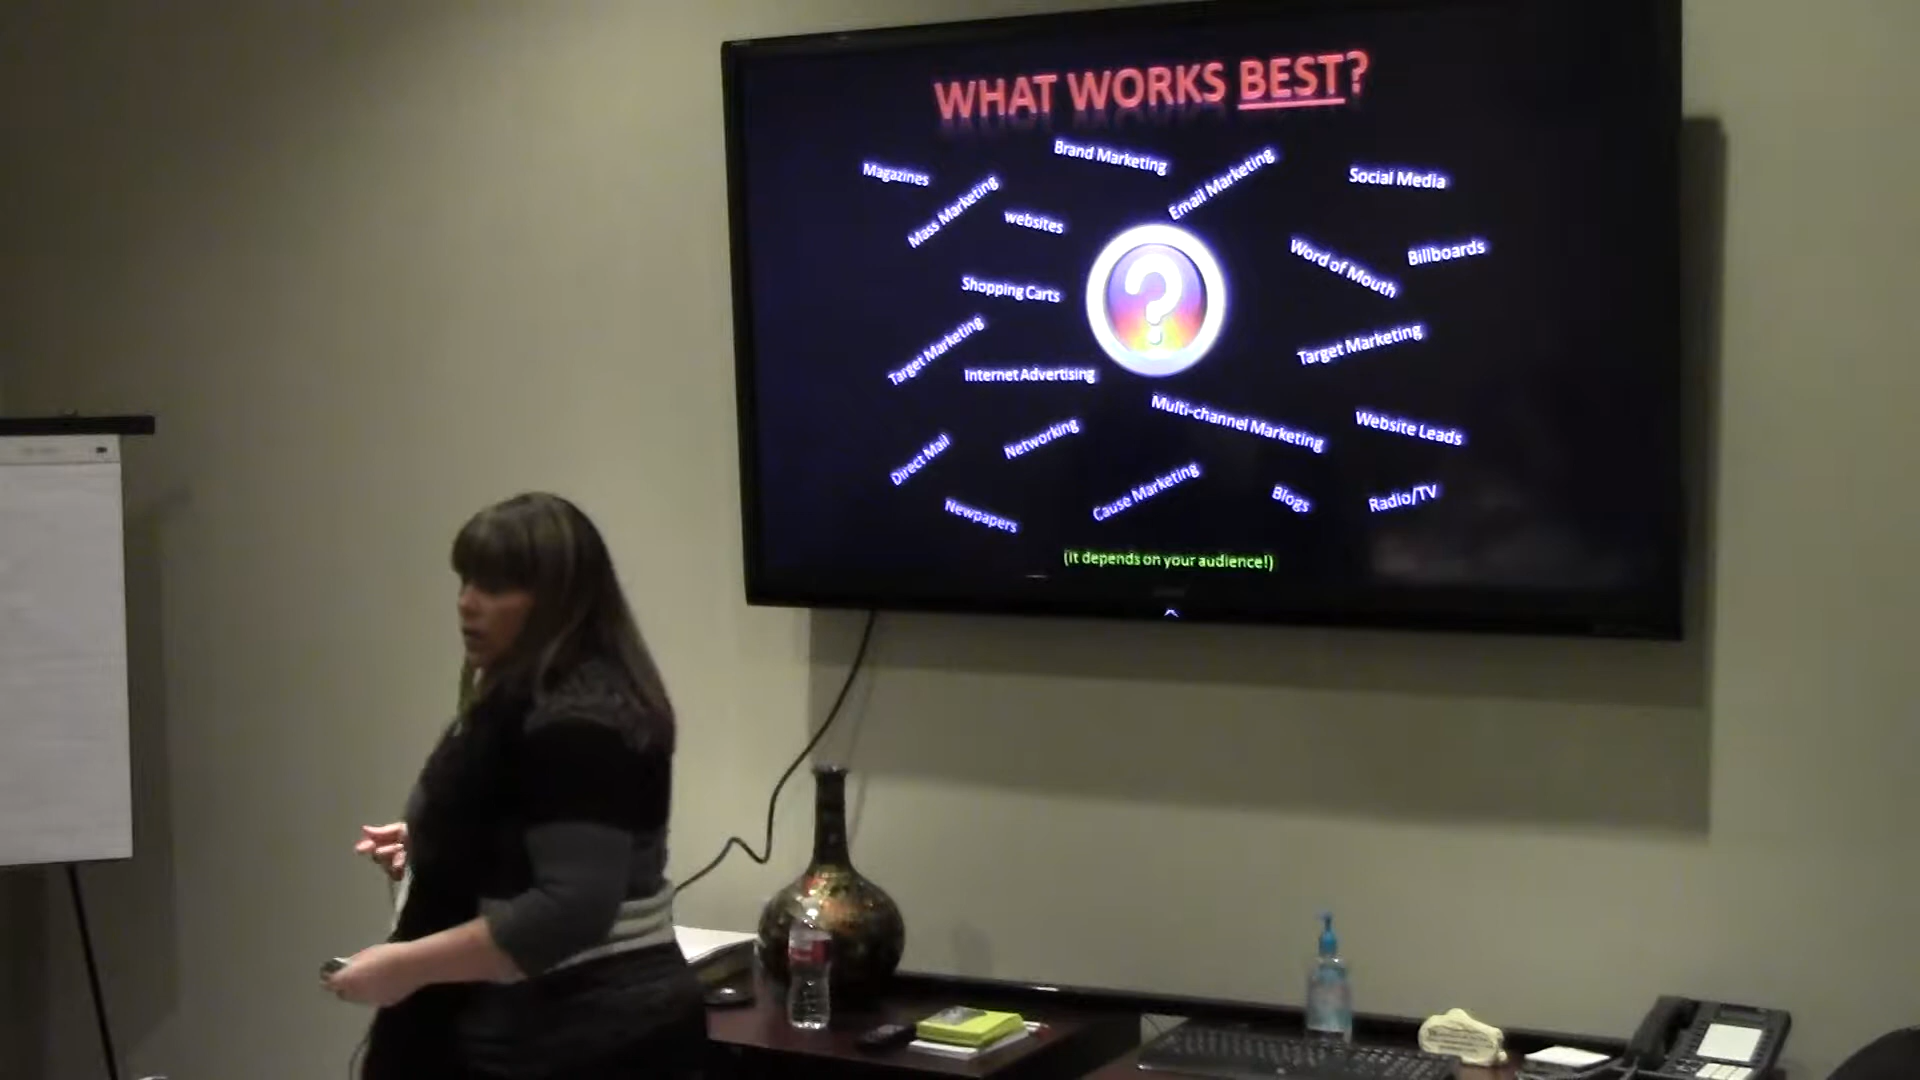 WHAT WORKS BEST?
Brand Marketing
Email Marketing
Magazines
Social Media
Mass Marketing
websites
Word of Mouth
Billboards
Shopping Carts
Target Marketing
Target Marketing
Internet Advertising
Multi-channel Marketing
Website Leads
Networking
Direct Mail
Cause Marketing
Blogs
Radio/TV
Newpapers
(It depends on your audience!)